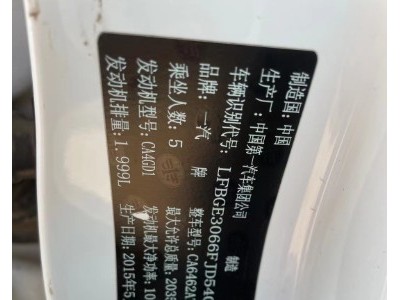 制造国：中国
生产厂：中国第一汽车集团公司 制造
车辆识别代号：LFBGE3066FJD54
品牌：一汽 牌 整车型号：CA6462A
乘坐人数：5 最大允许总质量：203
发动机型号：CA4GD1 发动机最大净功率：10
发动机排量：1.999L 生产日期：2015年5